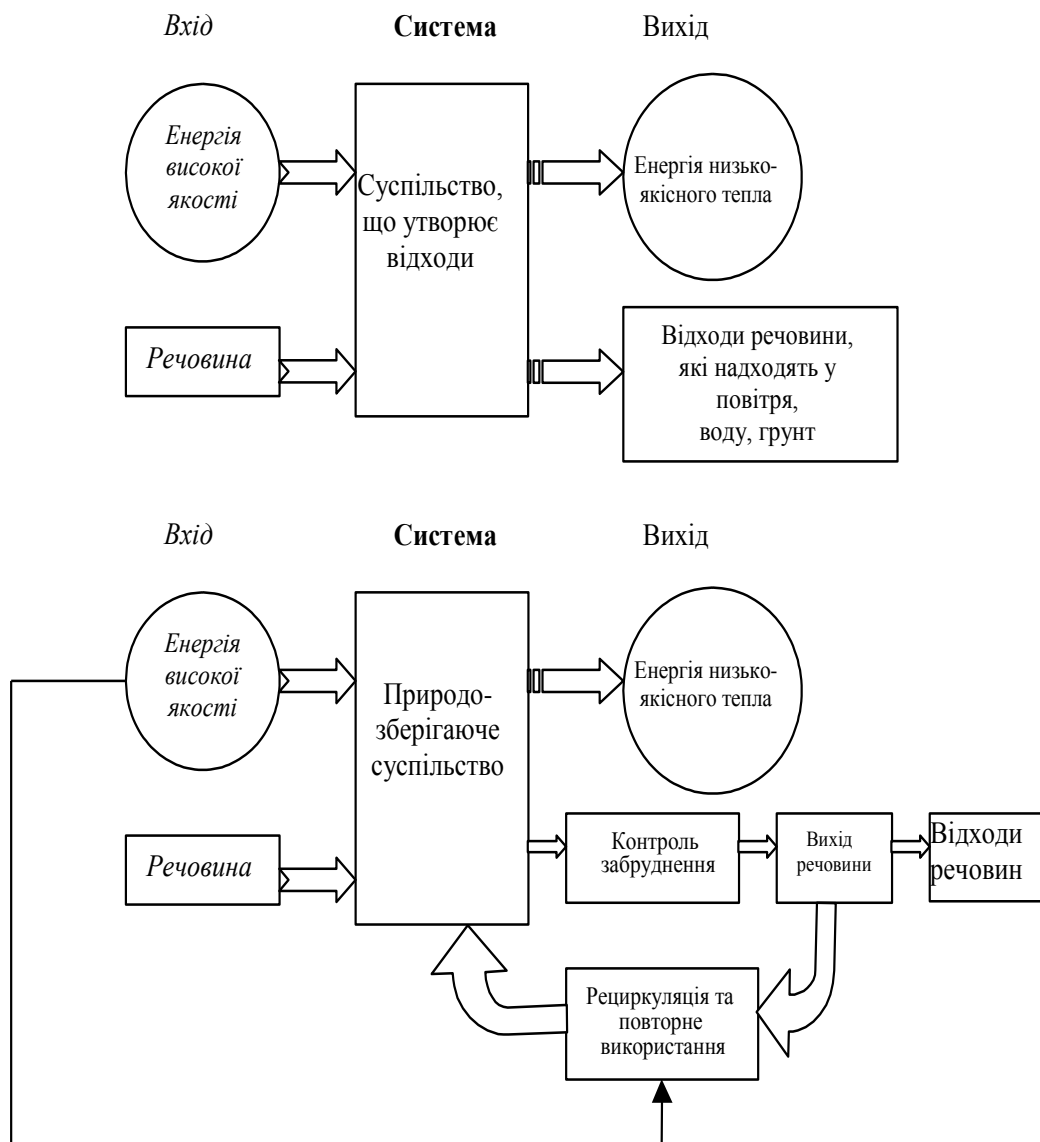 Вхід
Система
Вихід
Енергія
високої
якості
Суспільство,
що утворює
відходи
Енергія низько-
якісного тепла
Речовина
Відходи речовини,
які надходять у
повітря,
воду, грунт
Вхід
Система
Вихід
Енергія
високої
якості
Природо-
зберігаюче
суспільство
Енергія низько-
якісного тепла
Речовина
Контроль
забруднення
Вихід
речовини
Відходи
речовин
Рециркуляція та
повторне
використання